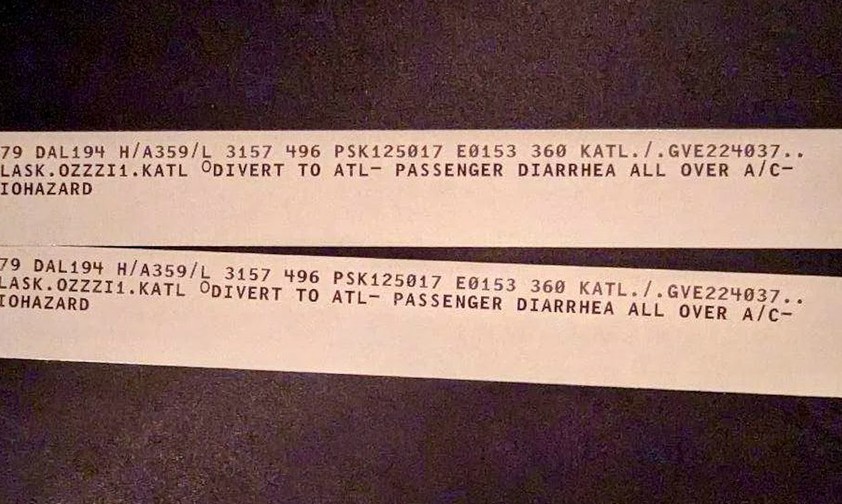 79 DAL194 H/A359/L 3157 496 PSK125017 E0153 360 KATL./.GVE224037..
LASK.OZZZI1.KATL ○DIVERT TO ATL- PASSENGER DIARRHEA ALL OVER A/C-
IOHAZARD
79 DAL194 H/A359/L 3157 496 PSK125017 E0153 360 KATL./.GVE224037..
LASK.OZZZI1.KATL ○DIVERT TO ATL- PASSENGER DIARRHEA ALL OVER A/C-
IOHAZARD